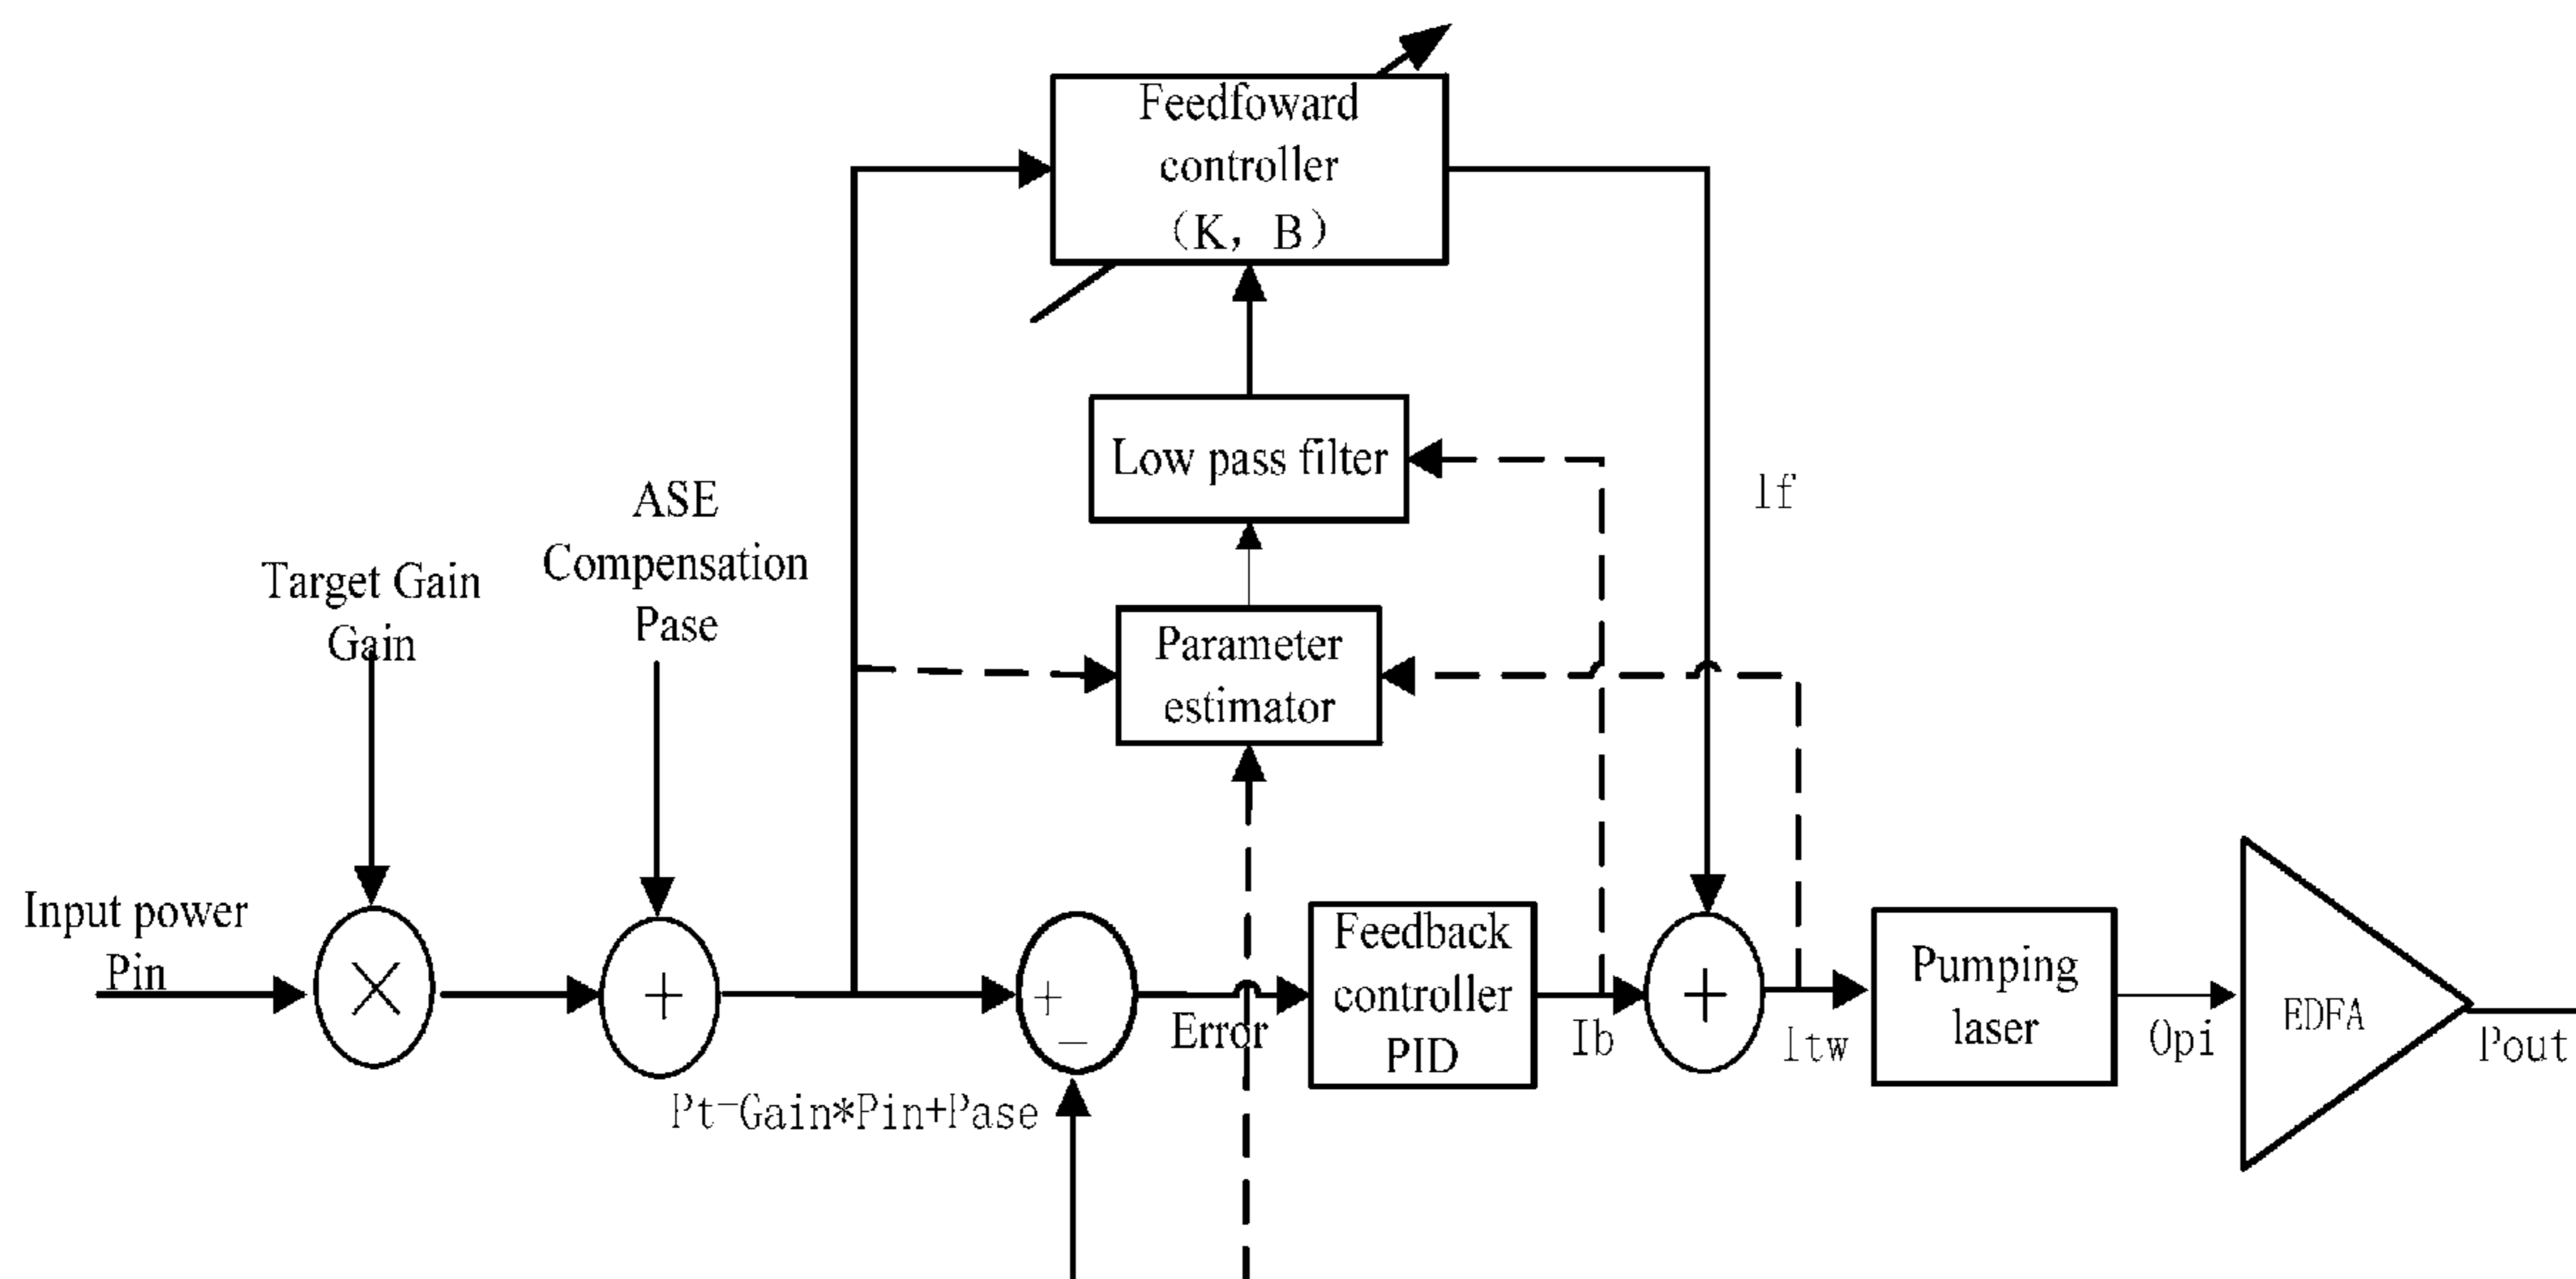 Feedfoward
controller
(K, B)
Low pass filter
If
ASE
Compensation
Pase
Target Gain
Gain
Parameter
estimator
Input power
Pin
×
+
+
−
Error
Feedback
controller
PID
Ib
+
Itw
Pumping
laser
Opi
EDFA
Pout
Pt-Gain*Pin+Pase